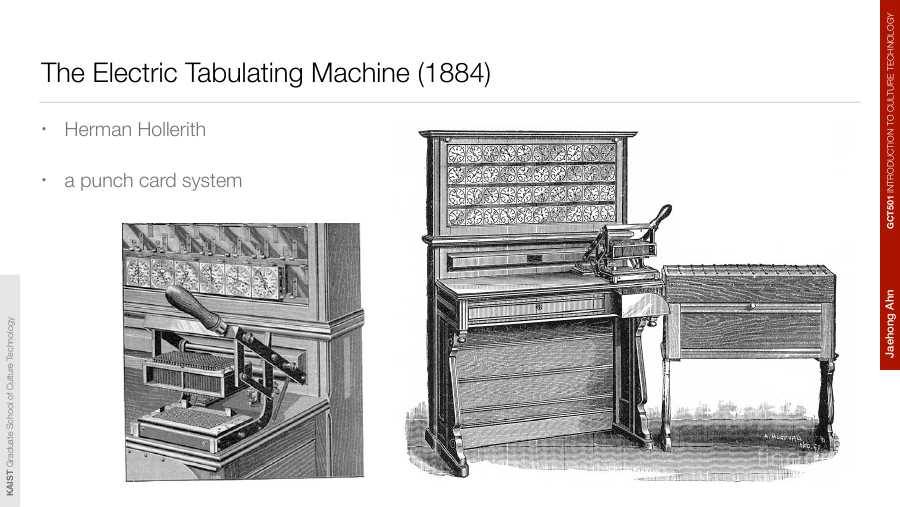 The Electric Tabulating Machine (1884)
• Herman Hollerith
• a punch card system
GCT501 INTRODUCTION TO CULTURE TECHNOLOGY
Jaehong Ahn
KAIST Graduate School of Culture Technology